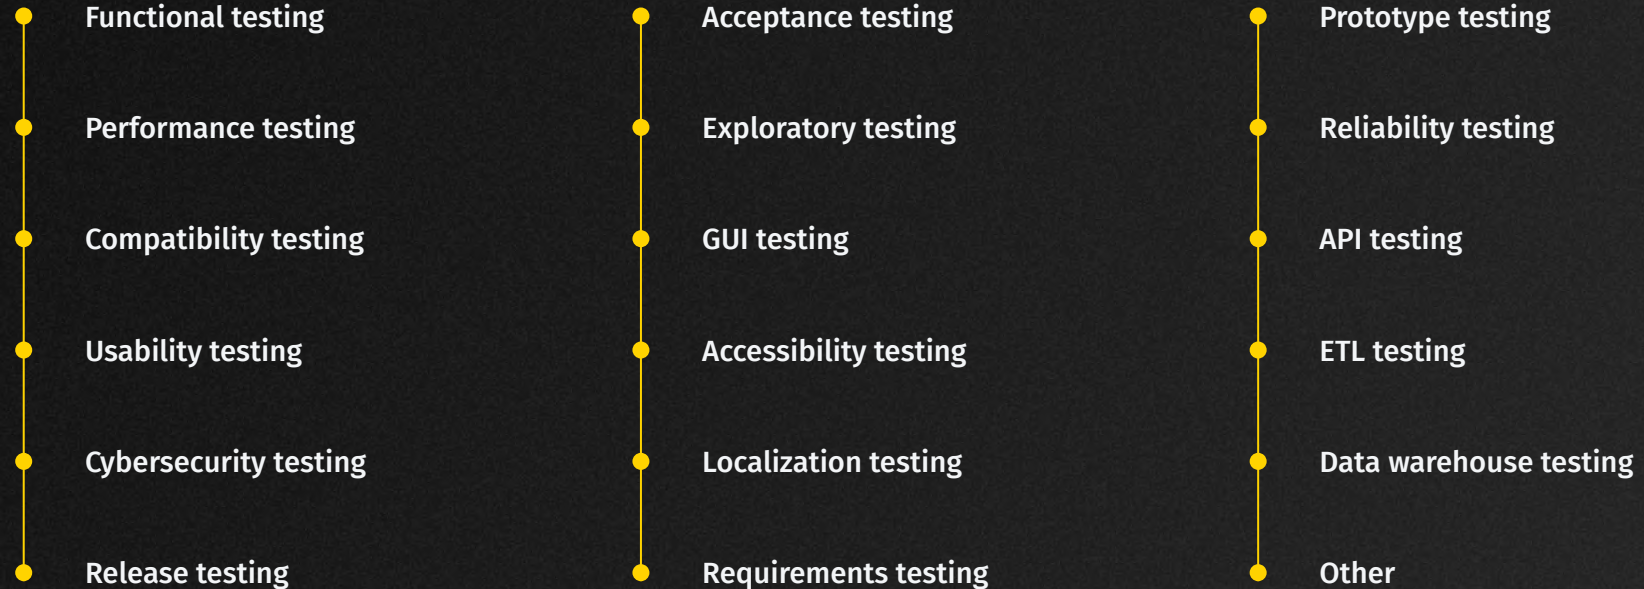 Functional testing
Performance testing
Compatibility testing
Usability testing
Cybersecurity testing
Release testing
Acceptance testing
Exploratory testing
GUI testing
Accessibility testing
Localization testing
Requirements testing
Prototype testing
Reliability testing
API testing
ETL testing
Data warehouse testing
Other